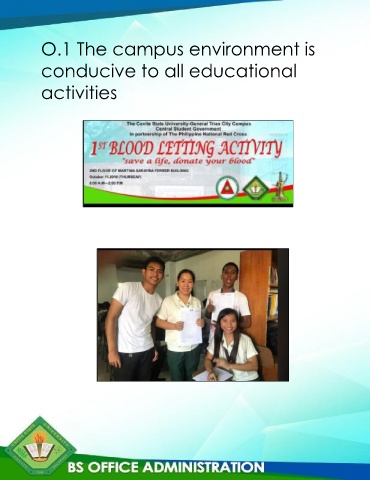 O.1 The campus environment is
conducive to all educational
activities
The Cavite State University-General Trias City Campus
Central Student Government
In partnership of The Philippine National Red Cross
1ST BLOOD LETTING ACTIVITY
"save a life, donate your blood"
2ND FLOOR OF MARTINA SARAYBA FERRER BUILDING
October 11,2018 (THURSDAY)
8:00 A.M – 5:00 P.M
BS OFFICE ADMINISTRATION